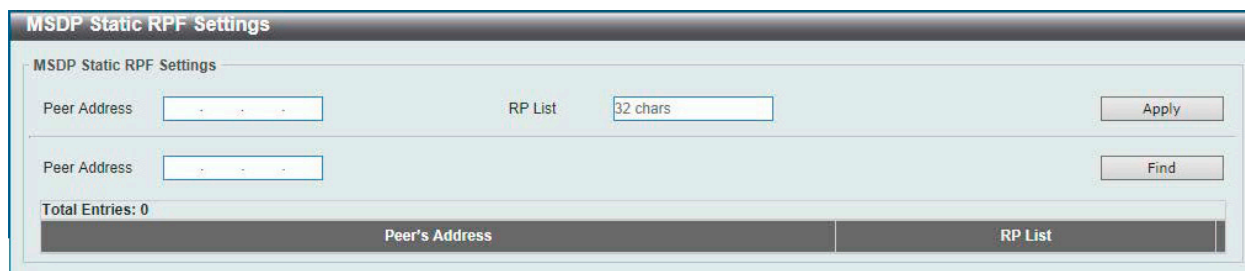 MSDP Static RPF Settings
MSDP Static RPF Settings
Peer Address . . . RP List 32 chars Apply
Peer Address . . . Find
Total Entries: 0
Peer's Address RP List